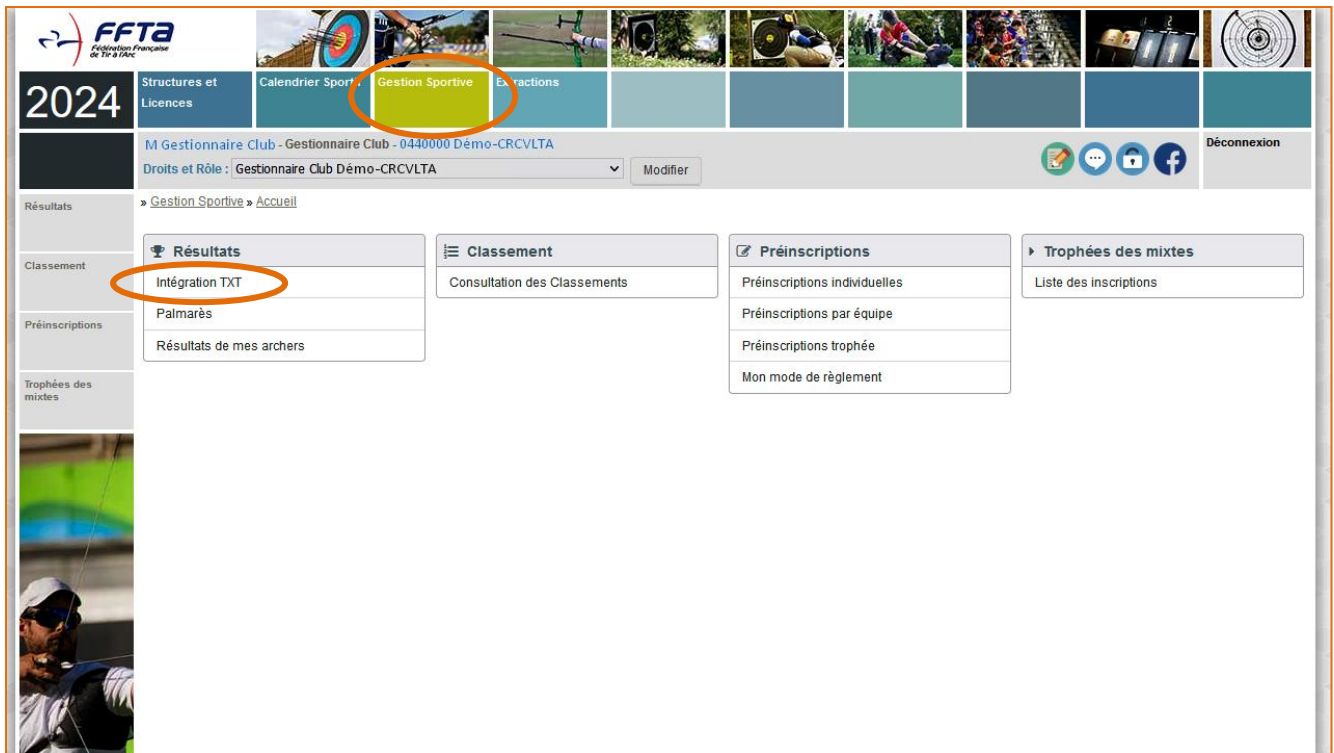 FFTA
Fédération Française
de Tir à l'Arc
2024
Structures et
Licences
Calendrier Sportif
Gestion Sportive
Extractions
M Gestionnaire Club - Gestionnaire Club - 0440000 Démo-CRCVLTA
Droits et Rôle : Gestionnaire Club Démo-CRCVLTA
Modifier
Déconnexion
» Gestion Sportive » Accueil
Résultats
Classement
Préinscriptions
Trophées des
mixtes
Résultats
Intégration TXT
Palmarès
Résultats de mes archers
Classement
Consultation des Classements
Préinscriptions
Préinscriptions individuelles
Préinscriptions par équipe
Préinscriptions trophée
Mon mode de règlement
Trophées des mixtes
Liste des inscriptions